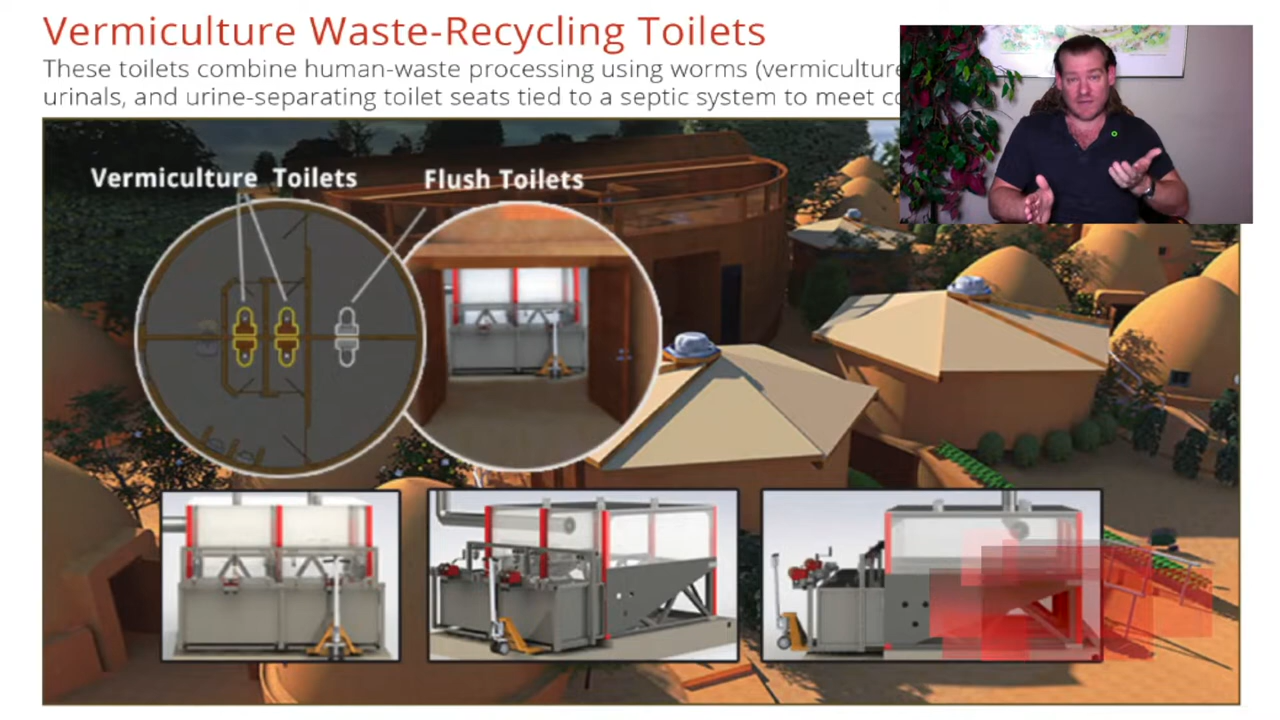 Vermiculture Waste-Recycling Toilets
These toilets combine human-waste processing using worms (vermiculture
urinals, and urine-separating toilet seats tied to a septic system to meet
Vermiculture Toilets
Flush Toilets